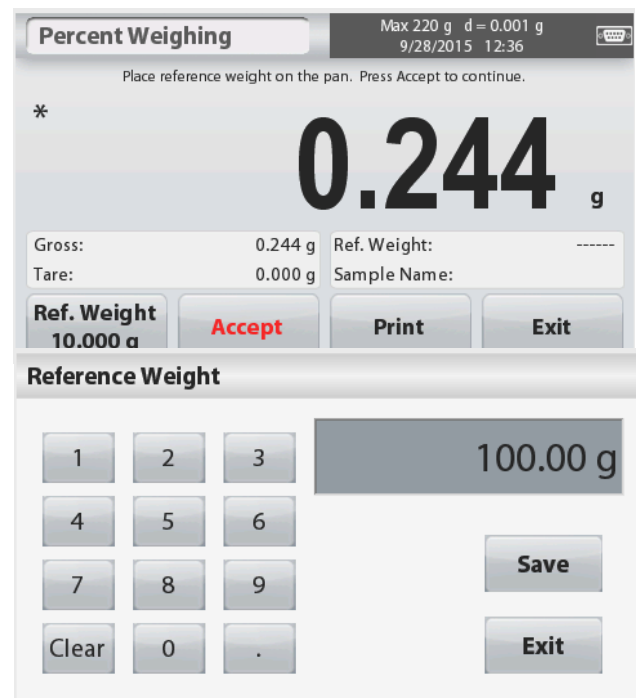 Percent Weighing
Max 220 g d = 0.001 g
9/28/2015 12:36
Place reference weight on the pan. Press Accept to continue.
*
0.244 g
Gross: 0.244 g Ref. Weight: ------
Tare: 0.000 g Sample Name:
Ref. Weight
10.000 g
Accept Print Exit
Reference Weight
1 2 3
100.00 g
4 5 6
Save
7 8 9
Clear 0 .
Exit